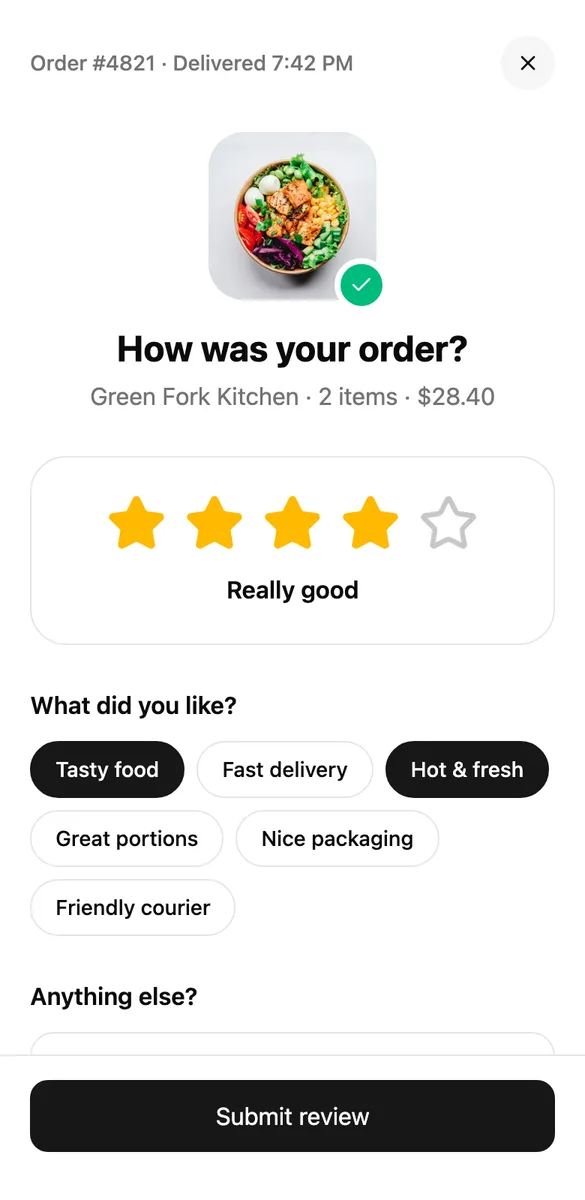 Order #4821 · Delivered 7:42 PM
How was your order?
Green Fork Kitchen · 2 items · $28.40
Really good
What did you like?
Tasty food
Fast delivery
Hot & fresh
Great portions
Nice packaging
Friendly courier
Anything else?
Submit review